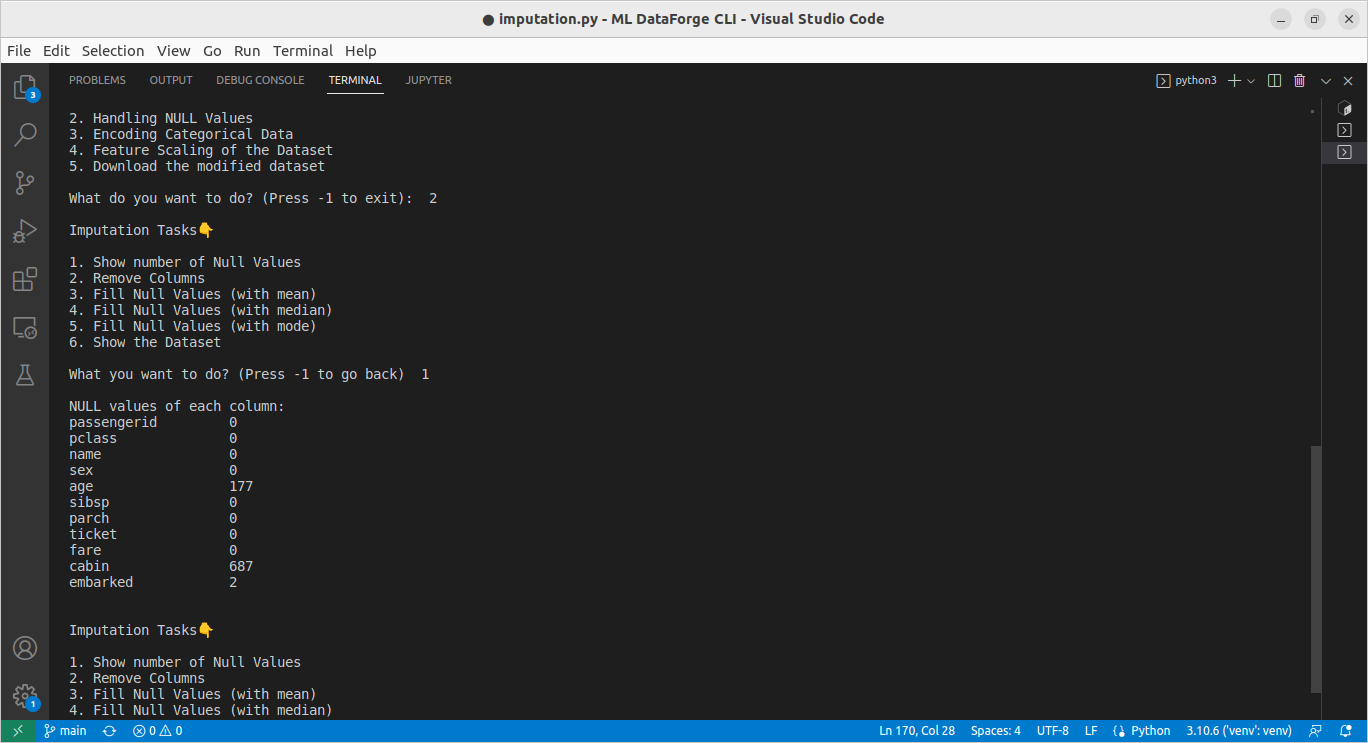 ● imputation.py - ML DataForge CLI - Visual Studio Code
File Edit Selection View Go Run Terminal Help
PROBLEMS OUTPUT DEBUG CONSOLE TERMINAL JUPYTER python3
3
2. Handling NULL Values
3. Encoding Categorical Data
4. Feature Scaling of the Dataset
5. Download the modified dataset
What do you want to do? (Press -1 to exit): 2
Imputation Tasks👇
1. Show number of Null Values
2. Remove Columns
3. Fill Null Values (with mean)
4. Fill Null Values (with median)
5. Fill Null Values (with mode)
6. Show the Dataset
What you want to do? (Press -1 to go back) 1
NULL values of each column:
passengerid 0
pclass 0
name 0
sex 0
age 177
sibsp 0
parch 0
ticket 0
fare 0
cabin 687
embarked 2
Imputation Tasks👇
1. Show number of Null Values
2. Remove Columns
3. Fill Null Values (with mean)
1
4. Fill Null Values (with median)
main 0 0 Ln 170, Col 28 Spaces: 4 UTF-8 LF Python 3.10.6 ('venv': venv)